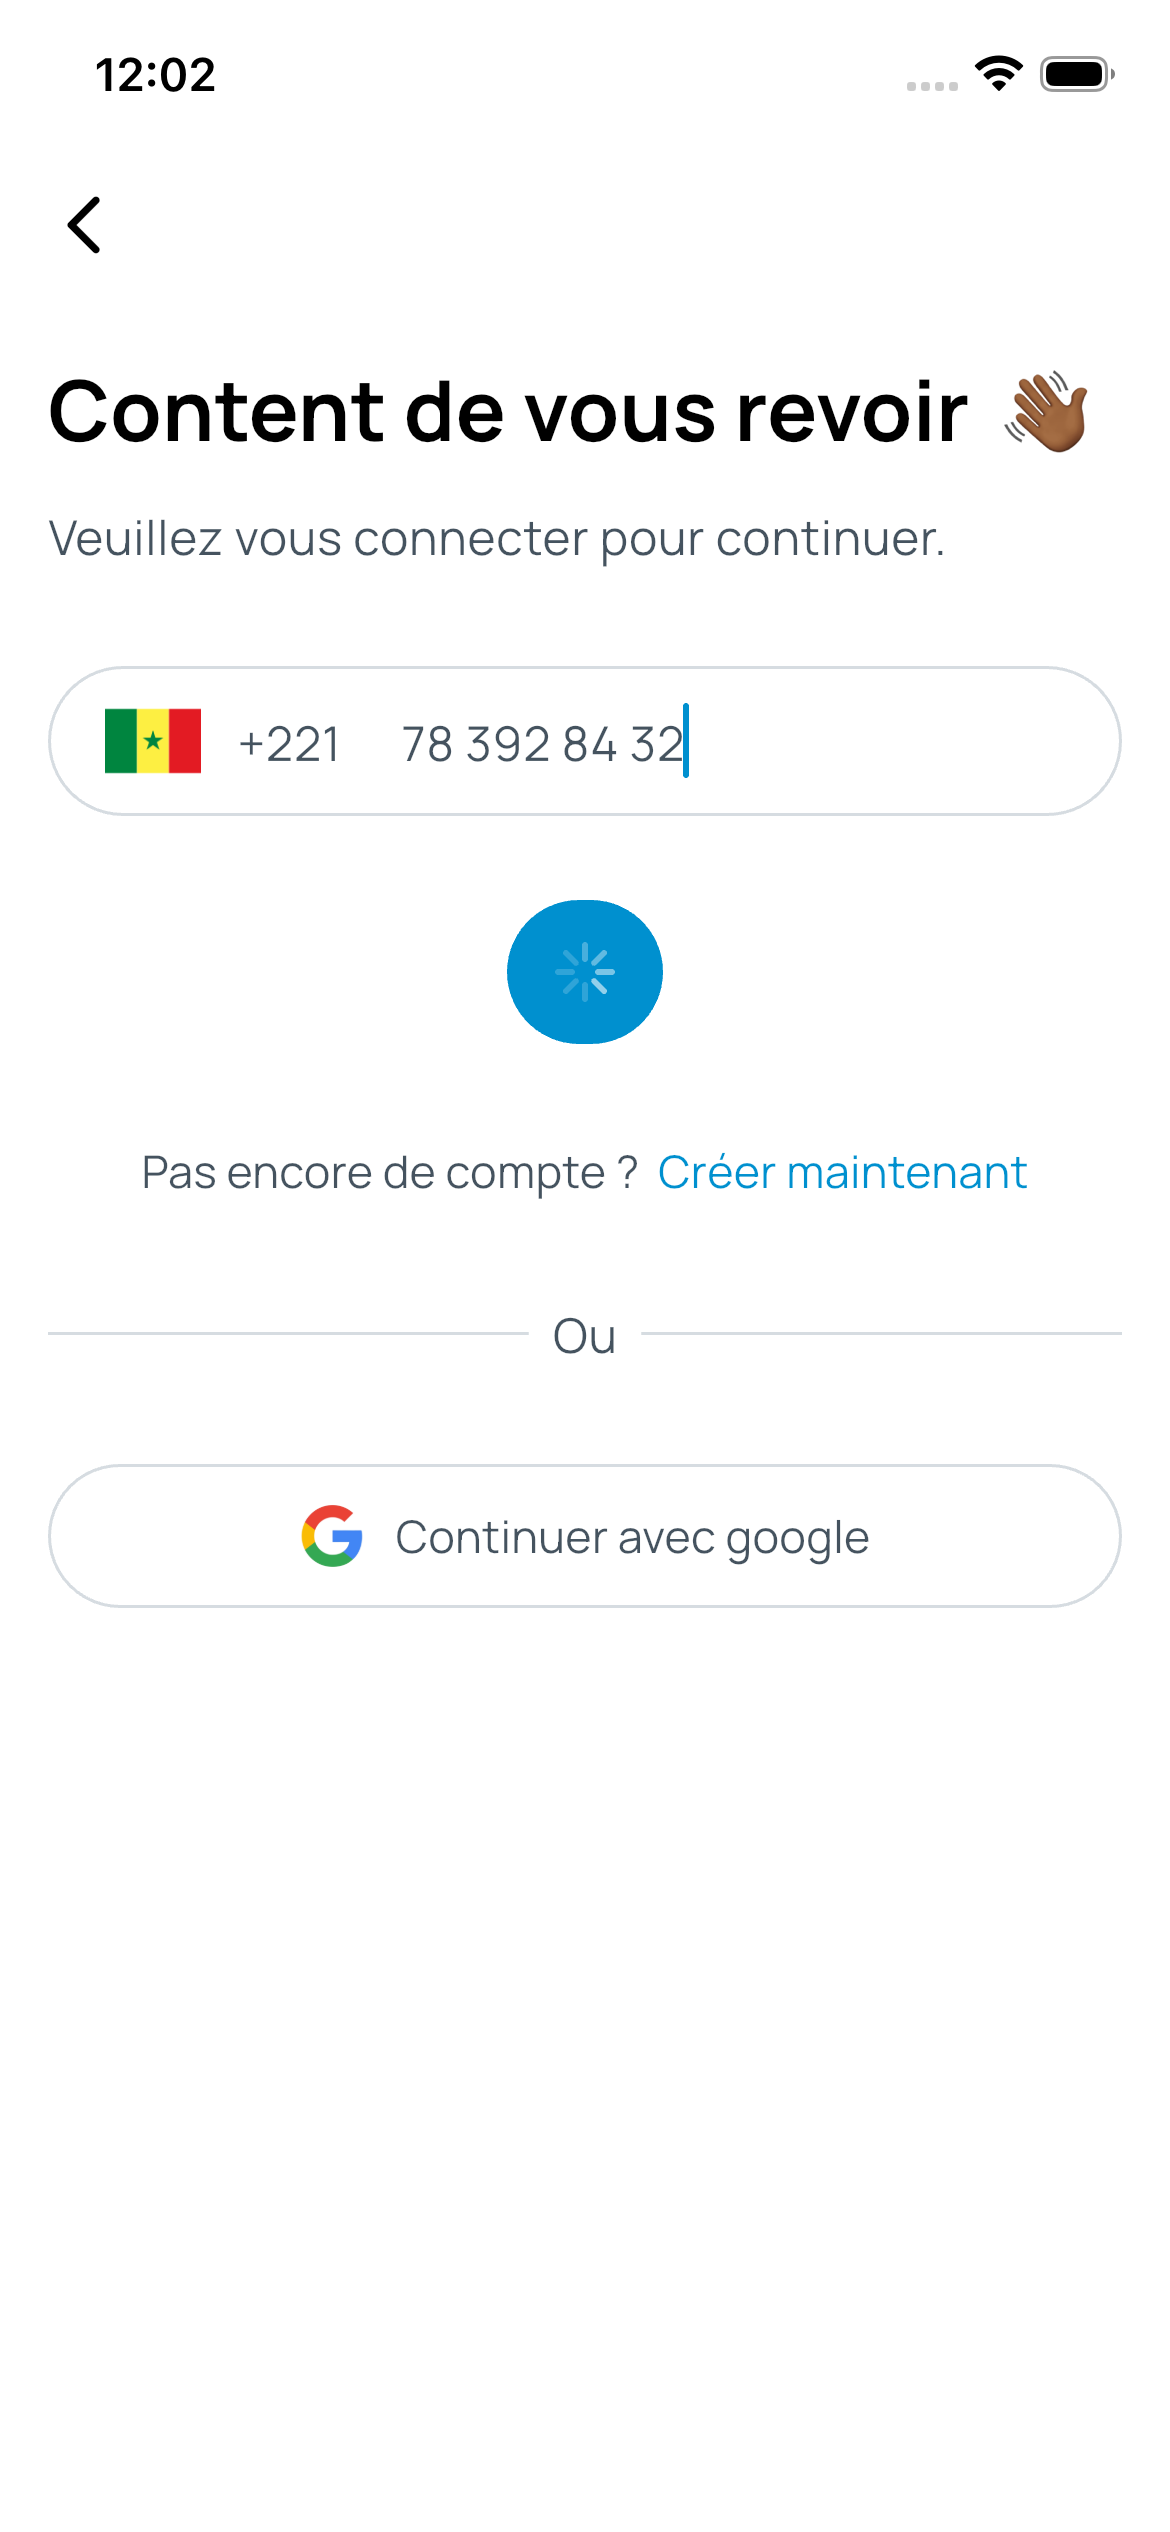 12:02
Content de vous revoir 👋🏾
Veuillez vous connecter pour continuer.
+221 78 392 84 32
Pas encore de compte ? Créer maintenant
Ou
Continuer avec google